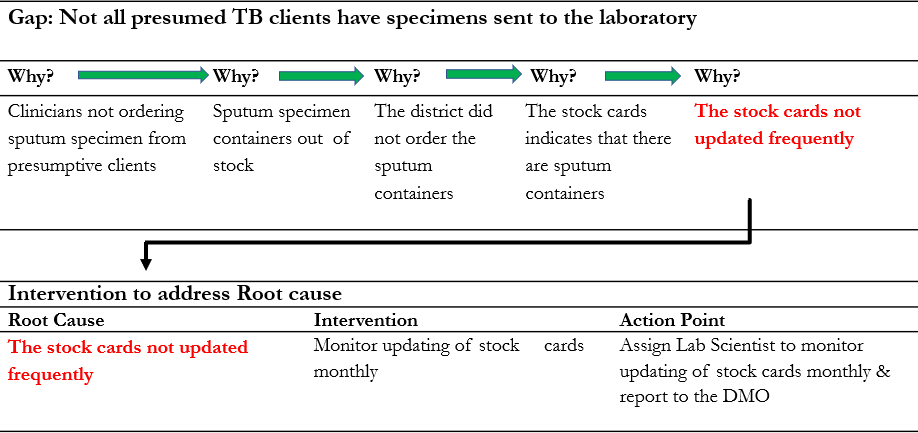 Gap: Not all presumed TB clients have specimens sent to the laboratory
Why? Why? Why? Why? Why?
Clinicians not ordering
sputum specimen from
presumptive clients
Sputum specimen
containers out of
stock
The district did
not order the
sputum
containers
The stock cards
indicates that there
are sputum
containers
The stock cards not
updated frequently
Intervention to address Root cause
Root Cause Intervention Action Point
The stock cards not updated
frequently
Monitor updating of stock cards
monthly
Assign Lab Scientist to monitor
updating of stock cards monthly &
report to the DMO